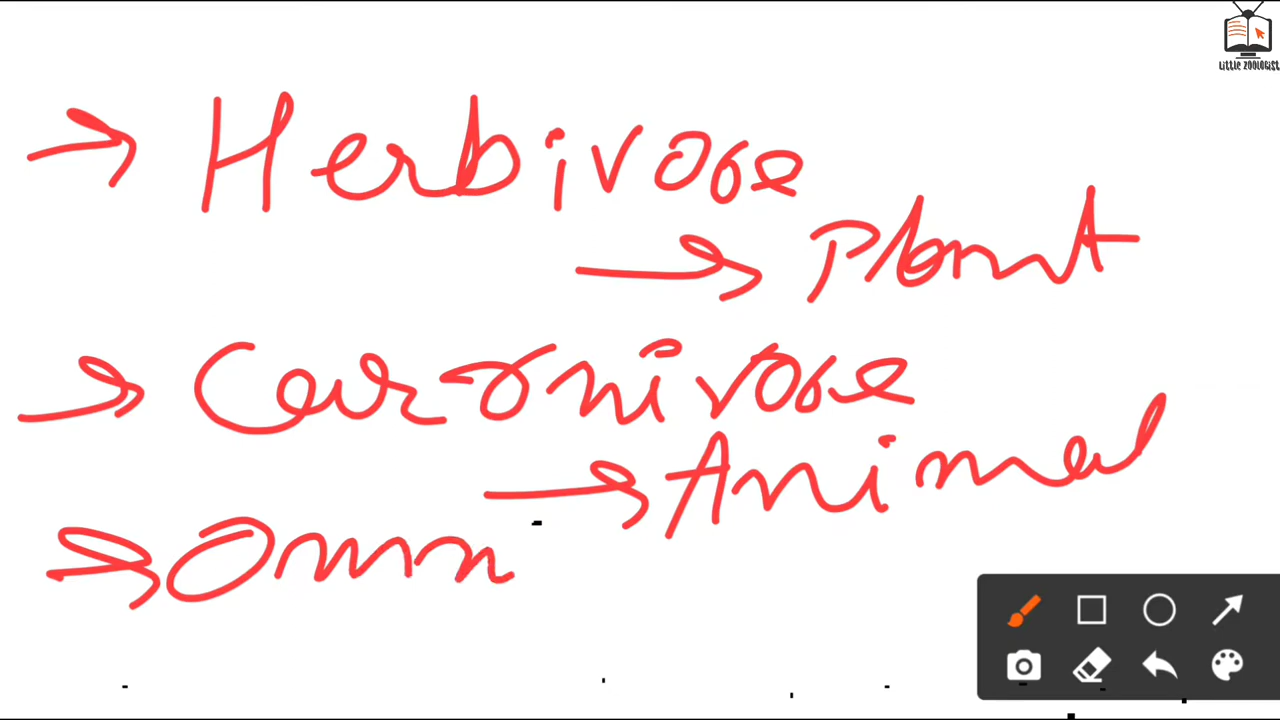 LITTLE ZOOLOGIST
→ Herbivore
→ Plant
→ Carnivore
→ Animal
→ Omn